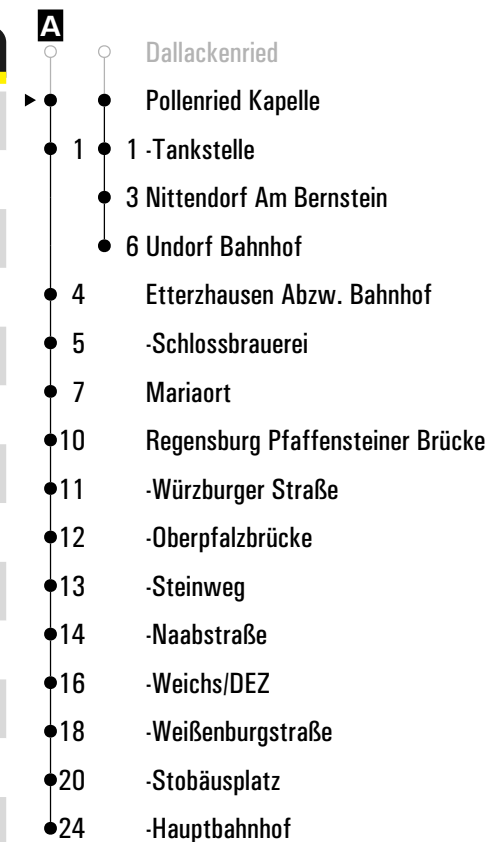 A
Dallackenried
Pollenried Kapelle
1 1 -Tankstelle
3 Nittendorf Am Bernstein
6 Undorf Bahnhof
4 Etterzhausen Abzw. Bahnhof
5 -Schlossbrauerei
7 Mariaort
10 Regensburg Pfaffensteiner Brücke
11 -Würzburger Straße
12 -Oberpfalzbrücke
13 -Steinweg
14 -Naabstraße
16 -Weichs/DEZ
18 -Weißenburgstraße
20 -Stobäusplatz
24 -Hauptbahnhof